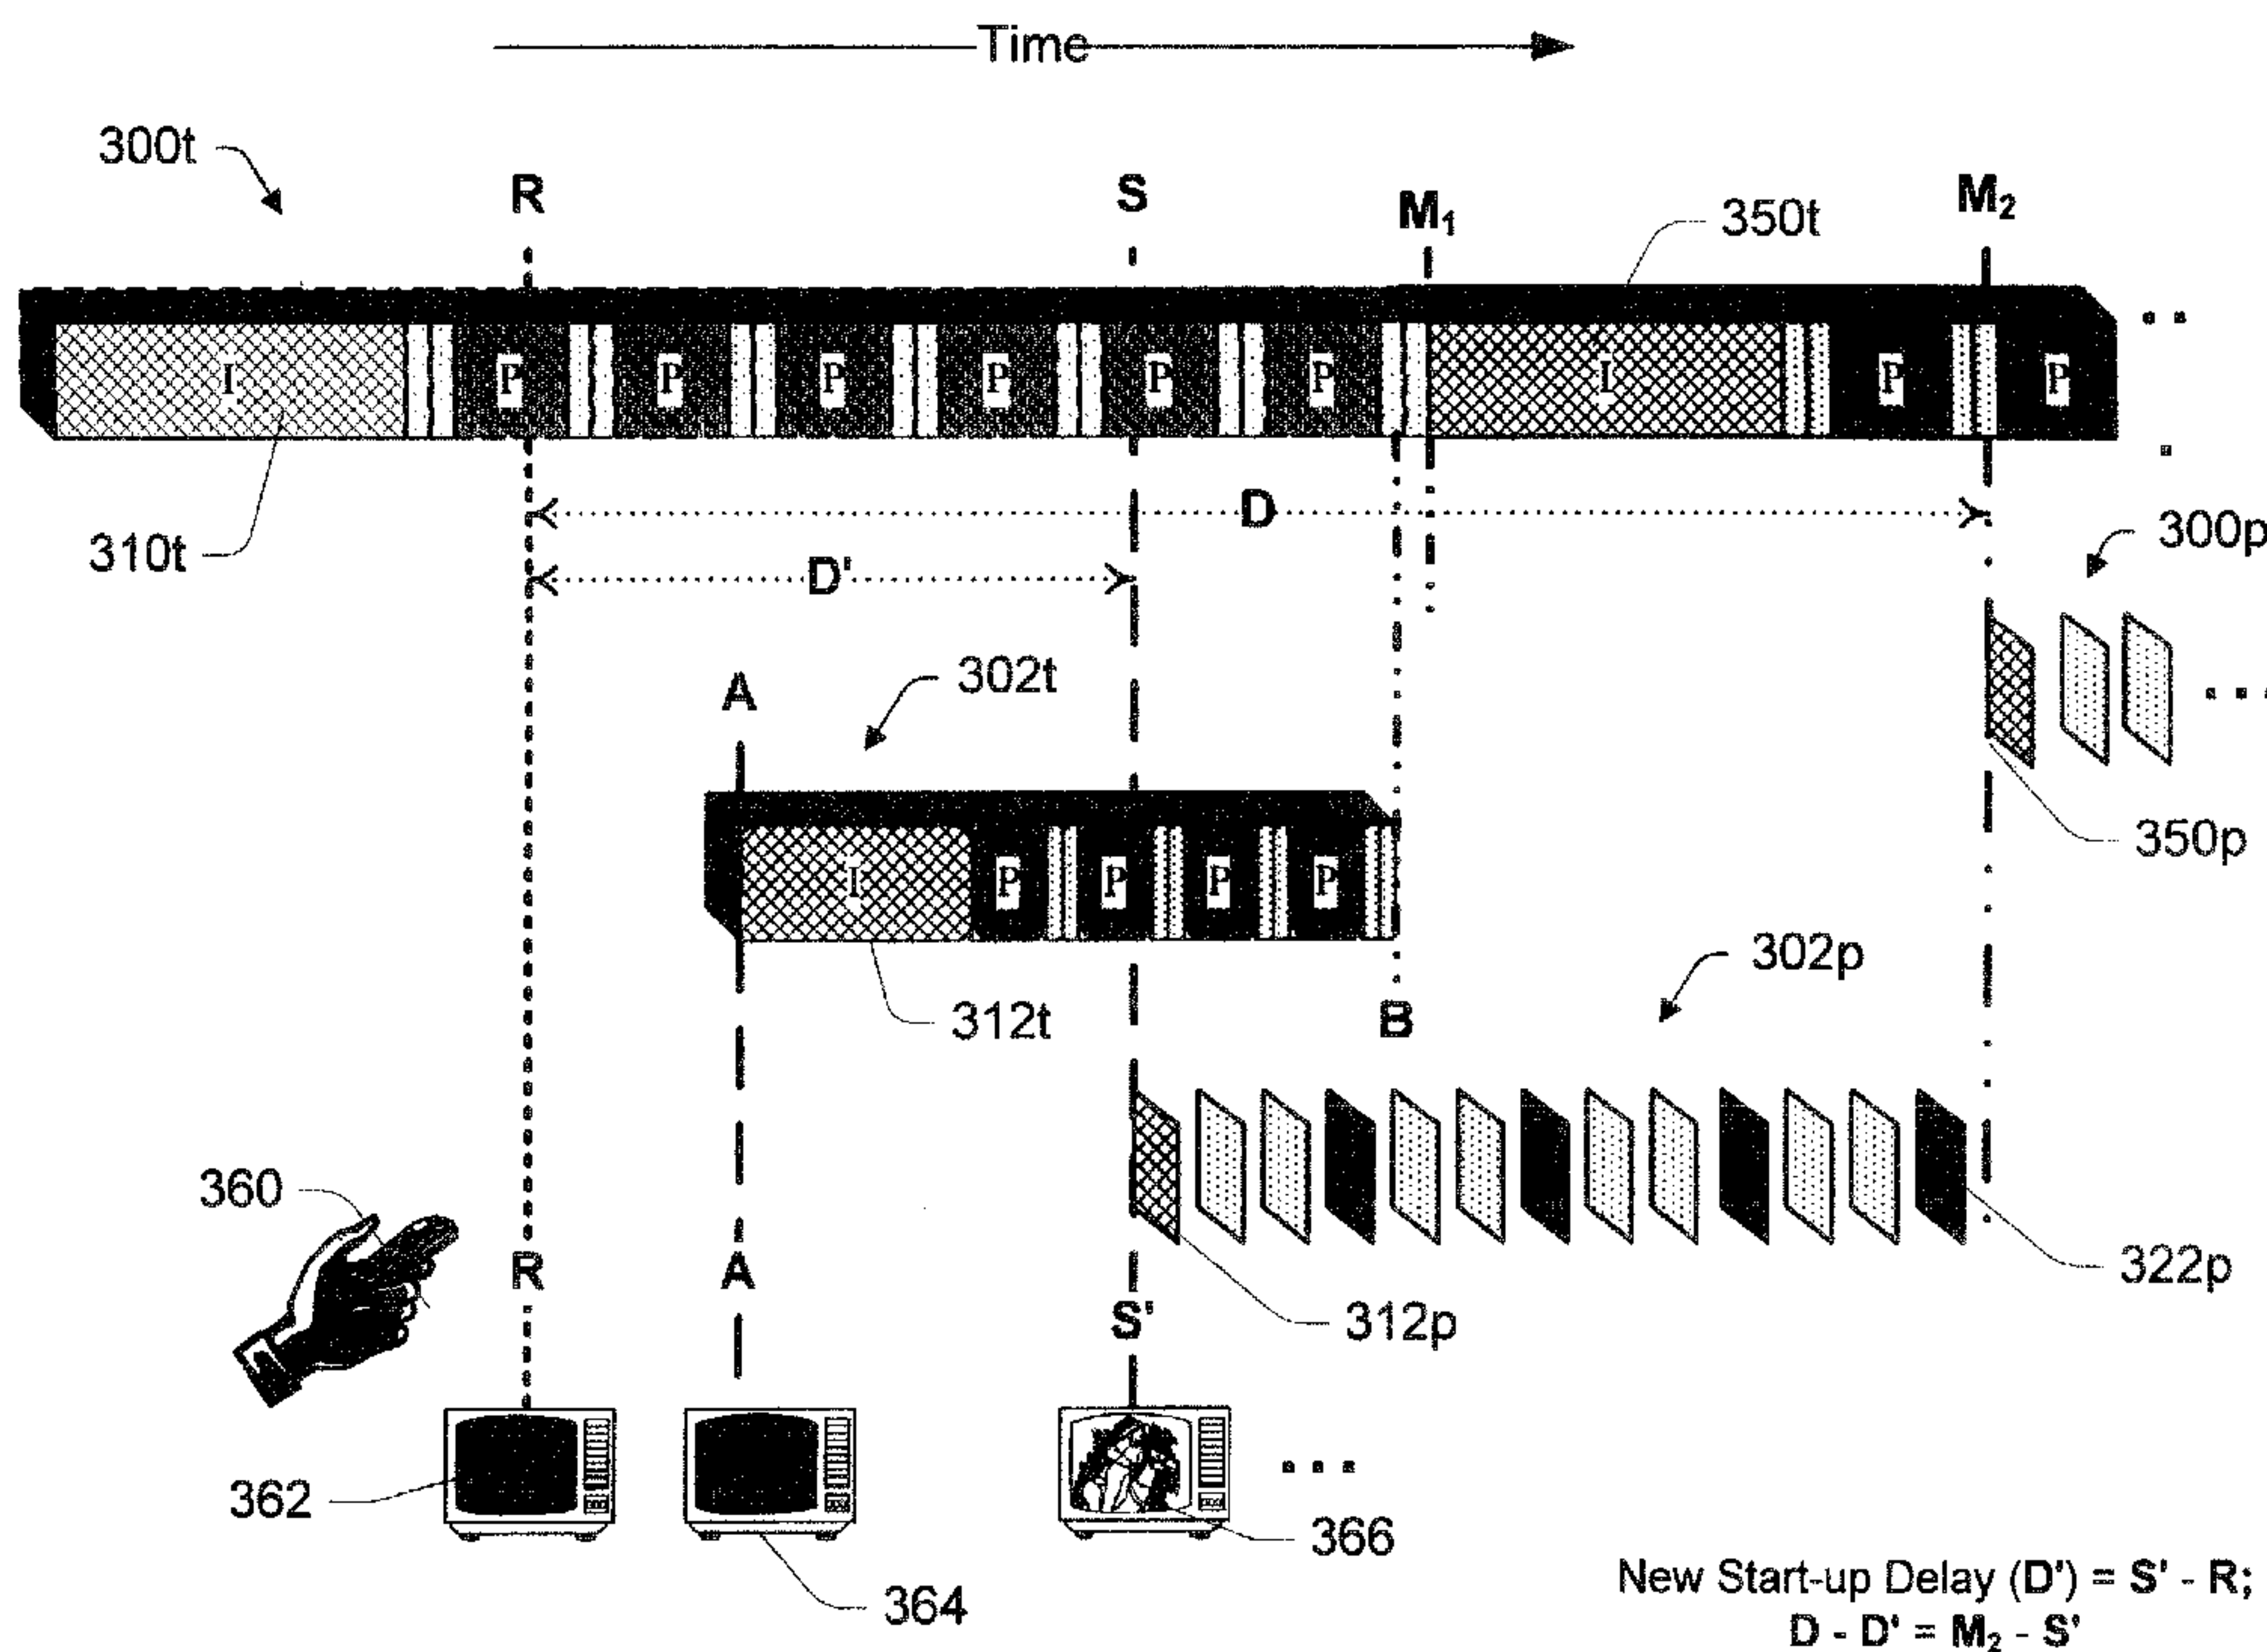 Time
300t
R
S
M₁
350t
M₂
I P P P P P P I P P
310t
D
300p
D'
302t
A
350p
I P P P P
302p
312t
B
360
R
A
322p
S'
312p
362
366
364
New Start-up Delay (D') = S' - R;
D - D' = M₂ - S'